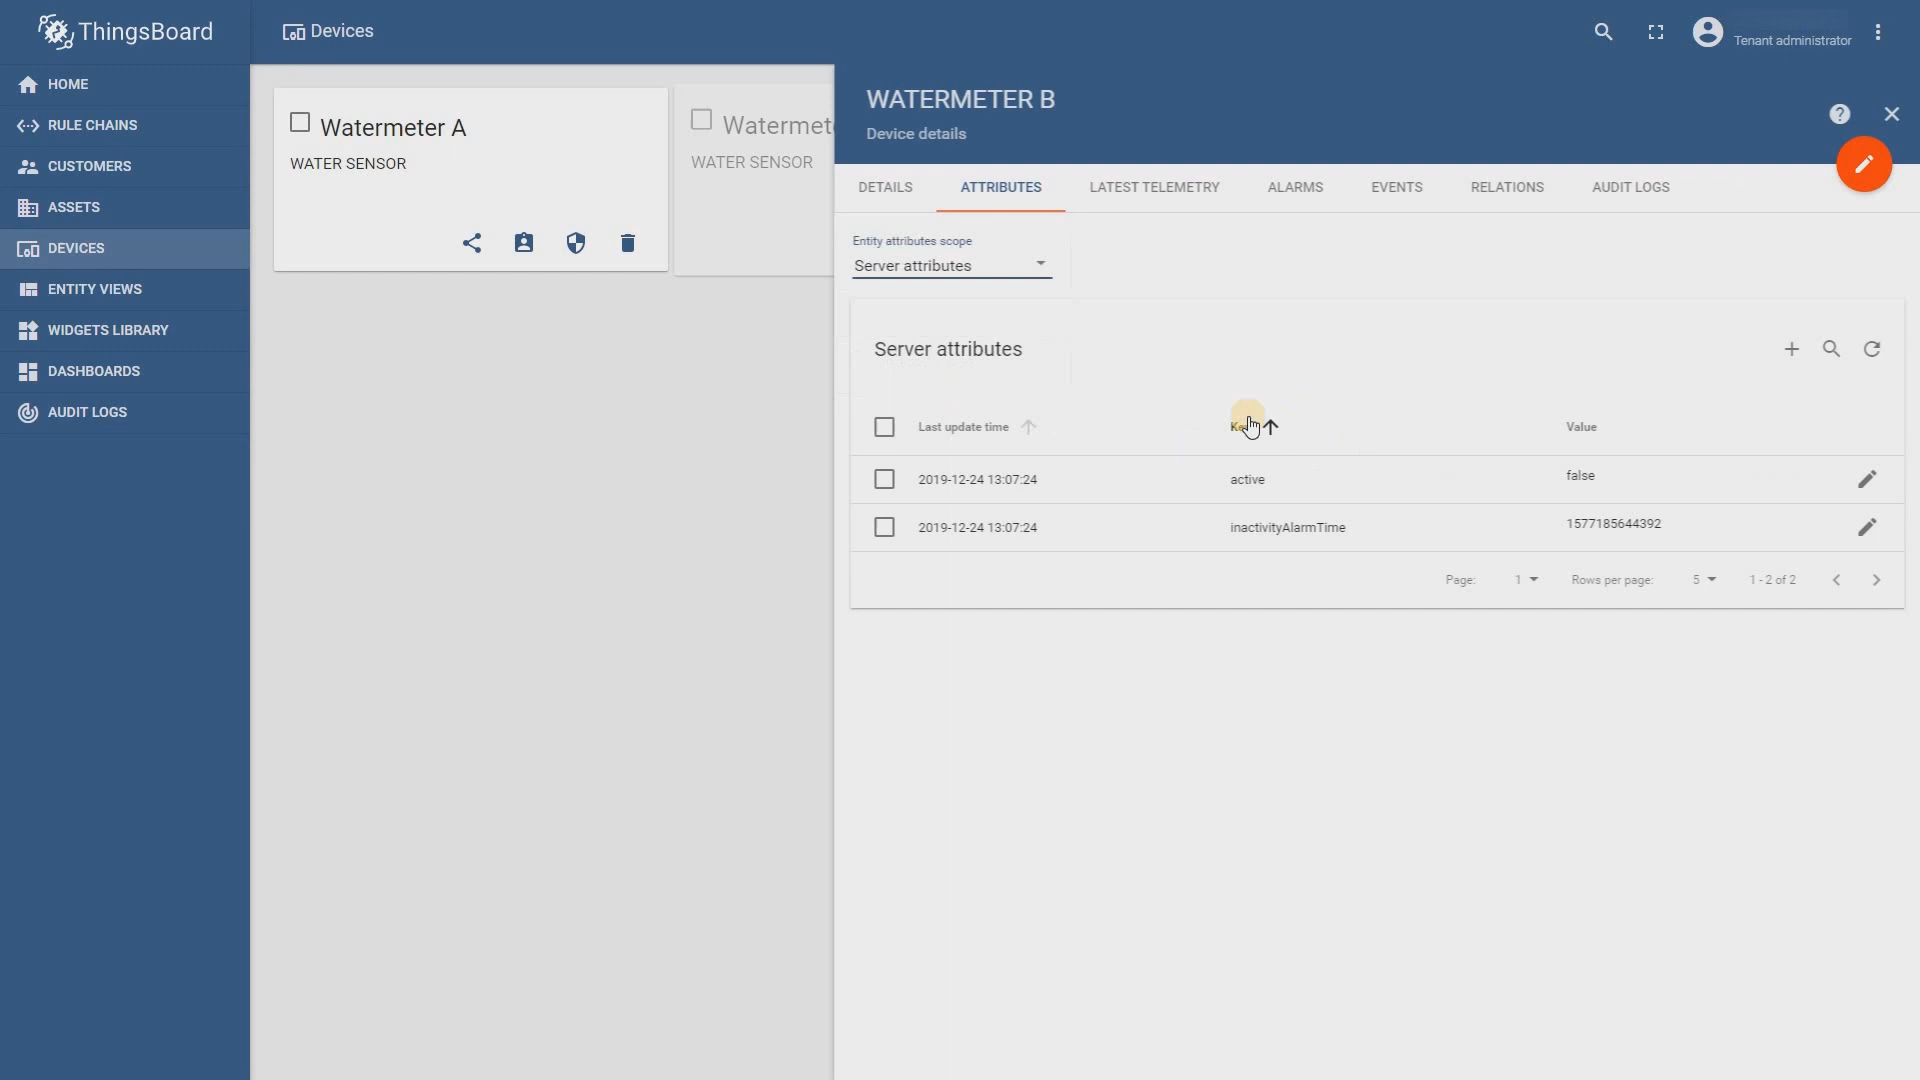 ThingsBoard
Devices
Tenant administrator
HOME
RULE CHAINS
CUSTOMERS
ASSETS
DEVICES
ENTITY VIEWS
WIDGETS LIBRARY
DASHBOARDS
AUDIT LOGS
Watermeter A
WATER SENSOR
WATER SENSOR
WATERMETER B
Device details
DETAILS ATTRIBUTES LATEST TELEMETRY ALARMS EVENTS RELATIONS AUDIT LOGS
Entity attributes scope
Server attributes
Server attributes
Last update time Value
2019-12-24 13:07:24 active false
2019-12-24 13:07:24 inactivityAlarmTime 1577185644392
Page: 1 Rows per page: 5 1 - 2 of 2